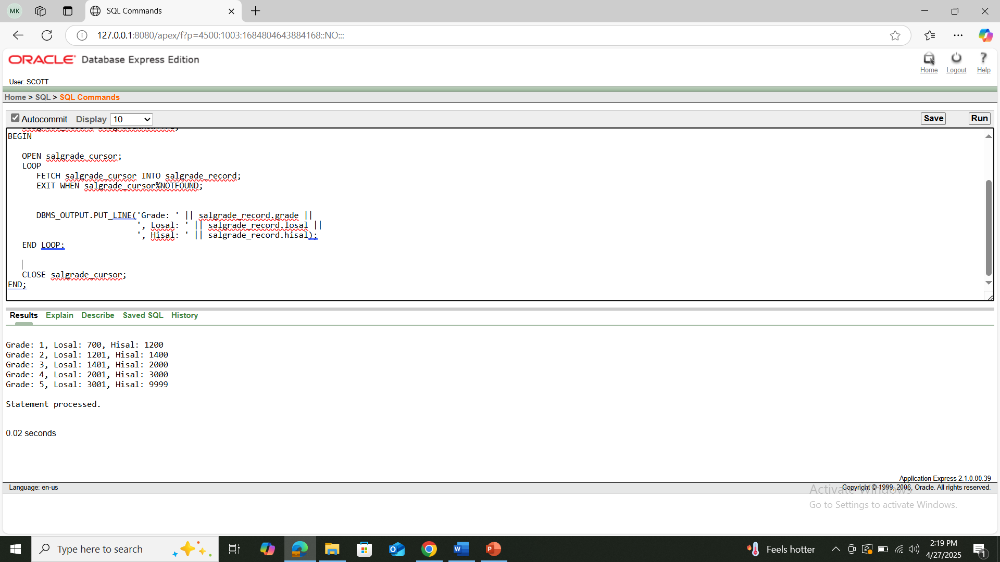 MK
SQL Commands
127.0.0.1:8080/apex/f?p=4500:1003:1684804643884168::NO:::
ORACLE Database Express Edition
Home Logout Help
User: SCOTT
Home > SQL > SQL Commands
Autocommit Display 10
Save Run
BEGIN
OPEN salgrade_cursor;
LOOP
FETCH salgrade_cursor INTO salgrade_record;
EXIT WHEN salgrade_cursor%NOTFOUND;
DBMS_OUTPUT.PUT_LINE('Grade: ' || salgrade_record.grade ||
', Losal: ' || salgrade_record.losal ||
', Hisal: ' || salgrade_record.hisal);
END LOOP;
CLOSE salgrade_cursor;
END;
Results Explain Describe Saved SQL History
Grade: 1, Losal: 700, Hisal: 1200
Grade: 2, Losal: 1201, Hisal: 1400
Grade: 3, Losal: 1401, Hisal: 2000
Grade: 4, Losal: 2001, Hisal: 3000
Grade: 5, Losal: 3001, Hisal: 9999
Statement processed.
0.02 seconds
Application Express 2.1.0.00.39
Language: en-us
Copyright © 1999, 2006, Oracle. All rights reserved.
Activate Windows
Go to Settings to activate Windows.
Type here to search
Feels hotter
2:19 PM
4/27/2025
1